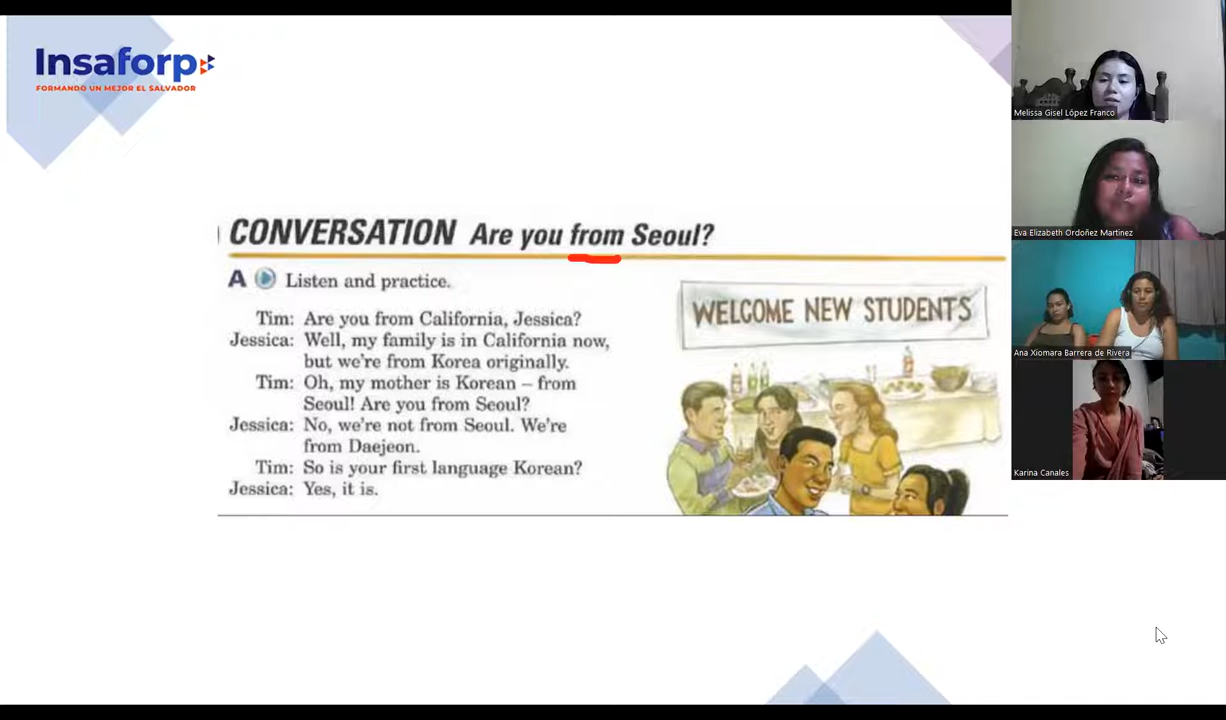 Insaforp
FORMANDO UN MEJOR EL SALVADOR
CONVERSATION Are you from Seoul?
A Listen and practice.
Tim: Are you from California, Jessica?
Jessica: Well, my family is in California now,
but we're from Korea originally.
Tim: Oh, my mother is Korean – from
Seoul! Are you from Seoul?
Jessica: No, we're not from Seoul. We're
from Daejeon.
Tim: So is your first language Korean?
Jessica: Yes, it is.
WELCOME NEW STUDENTS
Melissa Gisel López Franco
Eva Elizabeth Ordoñez Martinez
Ana Xiomara Barrera de Rivera
Karina Canales